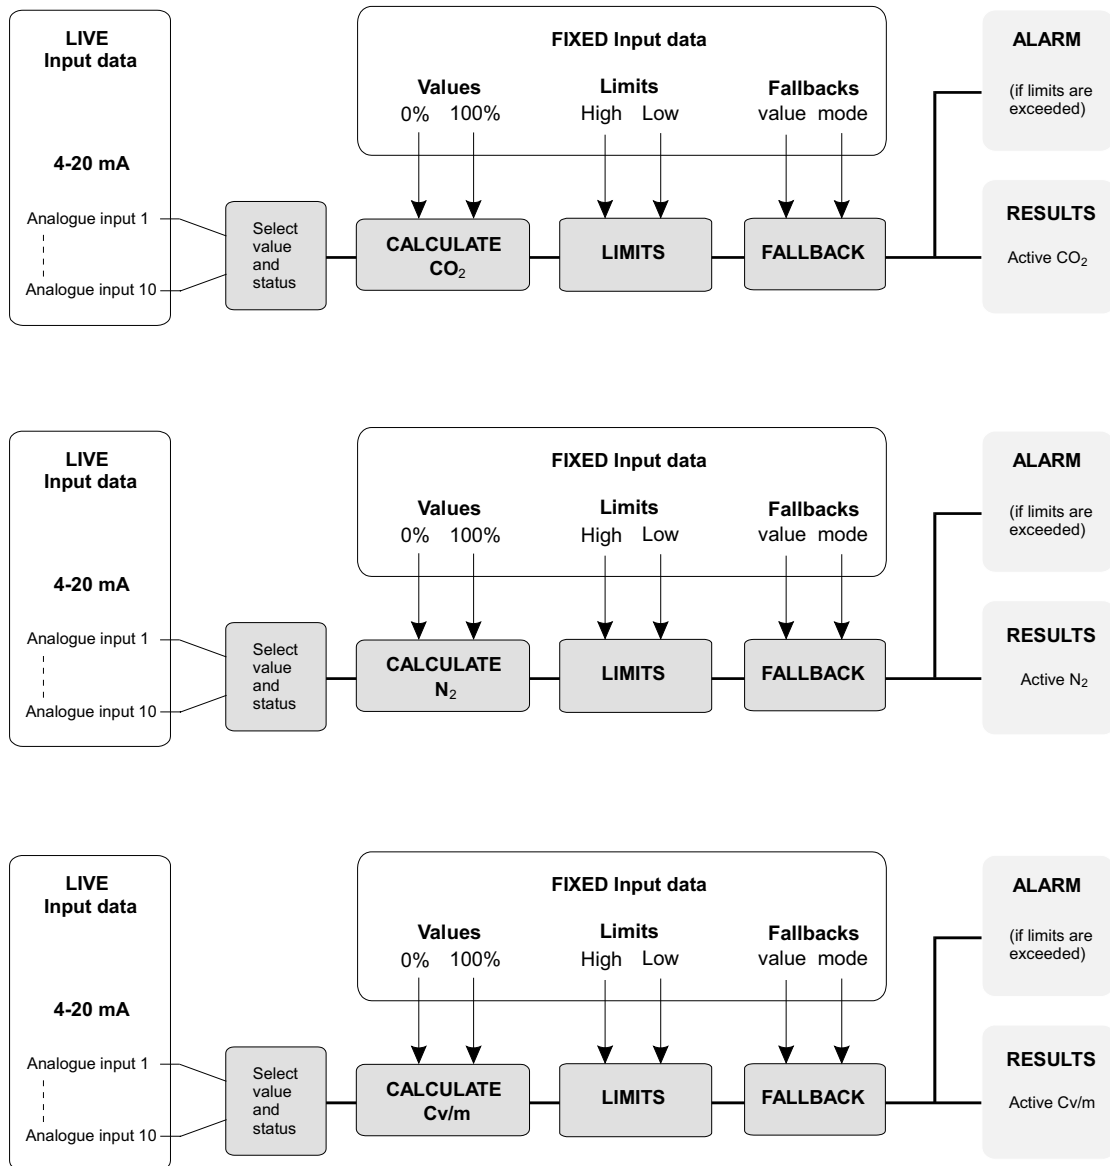 LIVE
Input data
4-20 mA
Analogue input 1
Analogue input 10
Select
value
and
status
FIXED Input data
Values Limits Fallbacks
0% 100% High Low value mode
CALCULATE
CO₂
LIMITS
FALLBACK
ALARM
(if limits are
exceeded)
RESULTS
Active CO₂
LIVE
Input data
4-20 mA
Analogue input 1
Analogue input 10
Select
value
and
status
FIXED Input data
Values Limits Fallbacks
0% 100% High Low value mode
CALCULATE
N₂
LIMITS
FALLBACK
ALARM
(if limits are
exceeded)
RESULTS
Active N₂
LIVE
Input data
4-20 mA
Analogue input 1
Analogue input 10
Select
value
and
status
FIXED Input data
Values Limits Fallbacks
0% 100% High Low value mode
CALCULATE
Cv/m
LIMITS
FALLBACK
ALARM
(if limits are
exceeded)
RESULTS
Active Cv/m